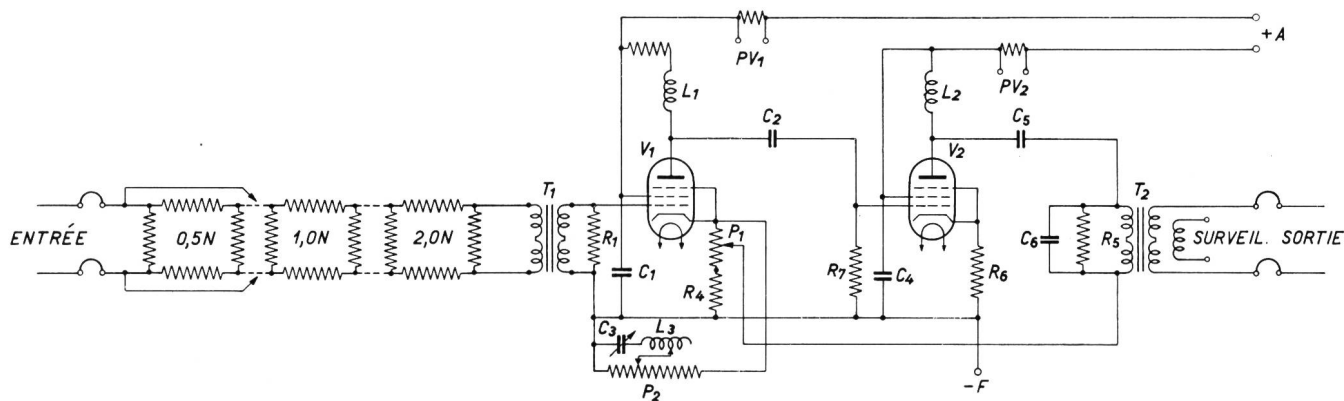 +A
PV1
PV2
L1
L2
C2
C5
V1
V2
T1
T2
ENTRÉE
0,5N
1,0N
2,0N
R1
P1
C1
R4
R7
C4
R6
C6
R5
SURVEIL. SORTIE
C3
L3
P2
-F